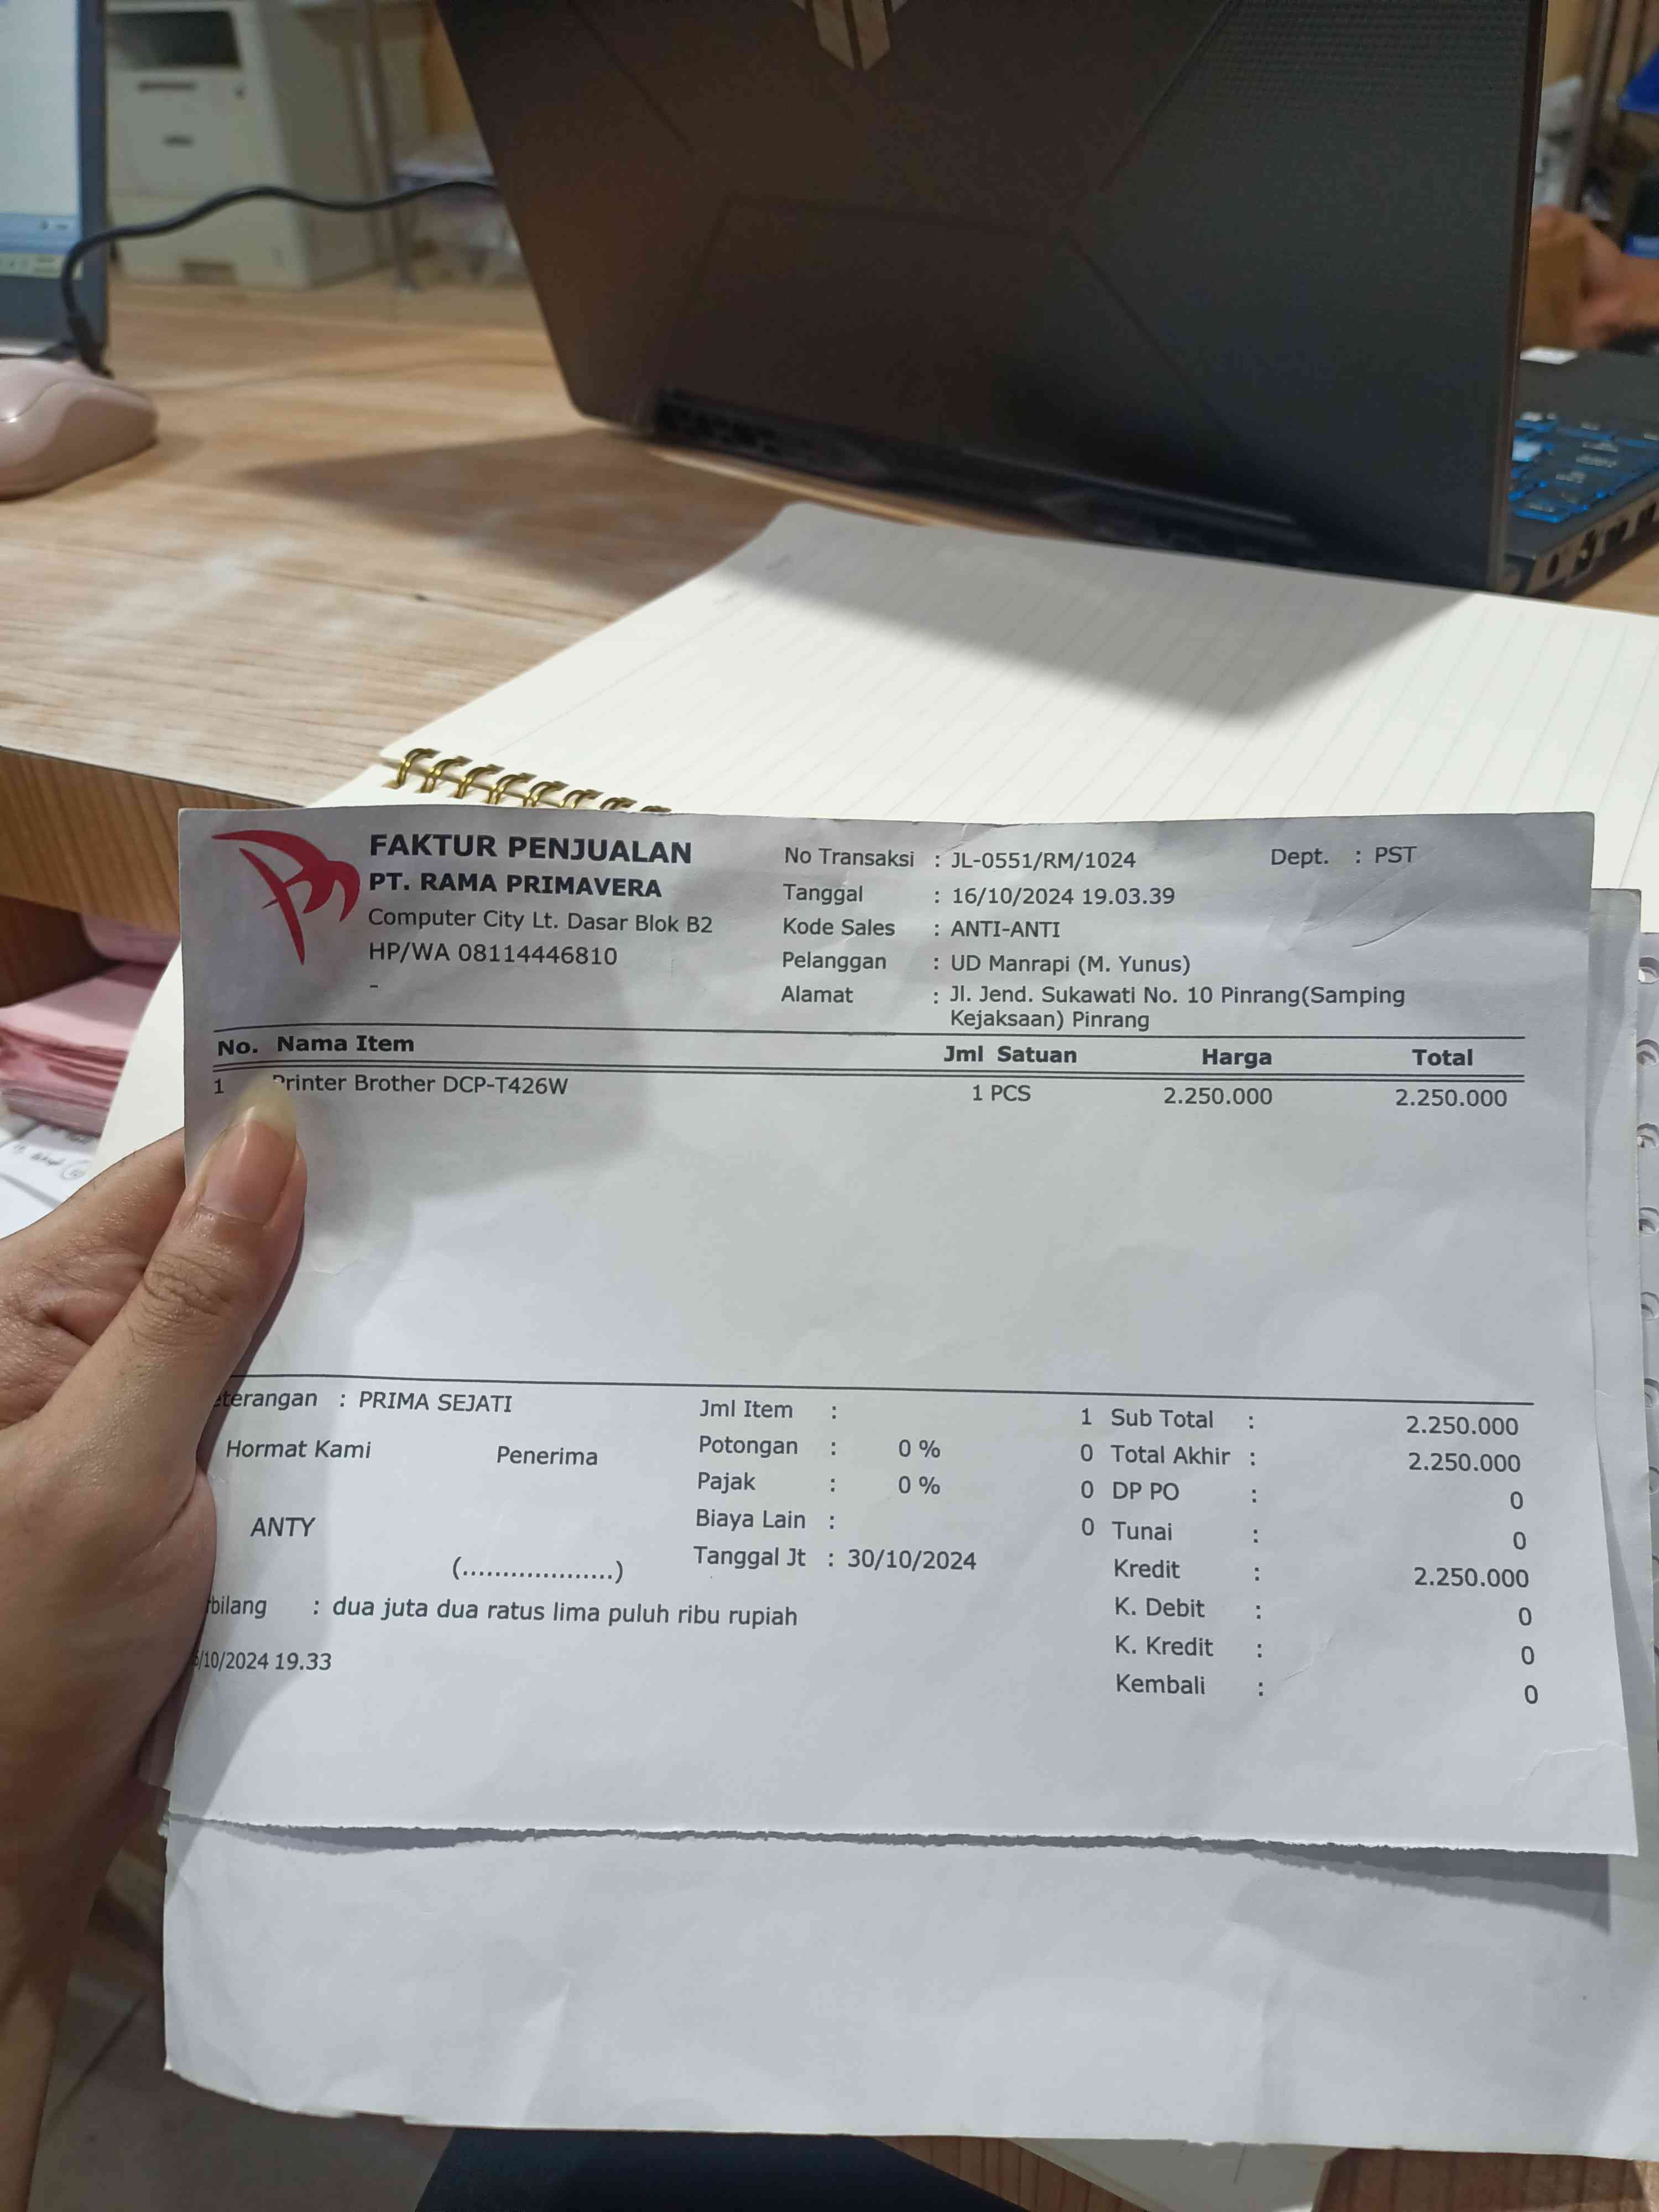 FAKTUR PENJUALAN
PT. RAMA PRIMAVERA
Computer City Lt. Dasar Blok B2
HP/WA 08114446810
-
No Transaksi : JL-0551/RM/1024 Dept. : PST
Tanggal : 16/10/2024 19.03.39
Kode Sales : ANTI-ANTI
Pelanggan : UD Manrapi (M. Yunus)
Alamat : Jl. Jend. Sukawati No. 10 Pinrang(Samping
Kejaksaan) Pinrang
No. Nama Item Jml Satuan Harga Total
1 Printer Brother DCP-T426W 1 PCS 2.250.000 2.250.000
eterangan : PRIMA SEJATI
Hormat Kami Penerima
ANTY
(...................)
bilang : dua juta dua ratus lima puluh ribu rupiah
/10/2024 19.33
Jml Item : 1
Potongan : 0 % 0
Pajak : 0 % 0
Biaya Lain : 0
Tanggal Jt : 30/10/2024
Sub Total : 2.250.000
Total Akhir : 2.250.000
DP PO : 0
Tunai : 0
Kredit : 2.250.000
K. Debit : 0
K. Kredit : 0
Kembali : 0